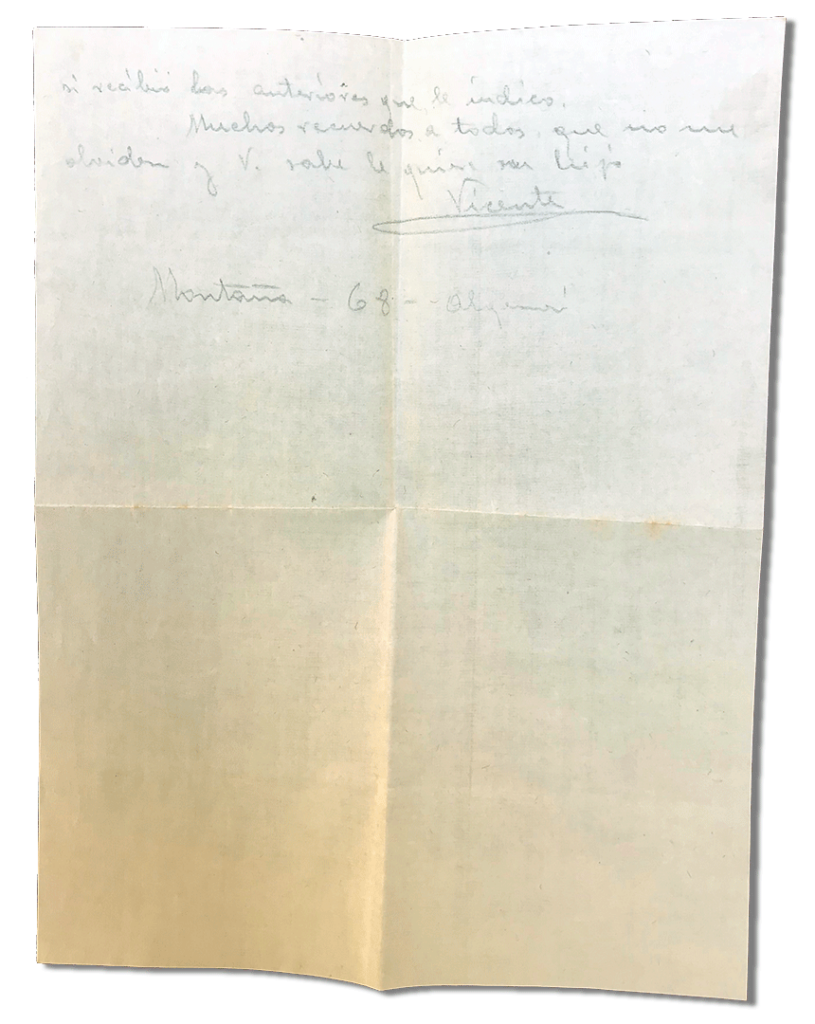 si recibió las anteriores que le indico.
Muchos recuerdos a todos, que no me
olviden y V. sabe le quiere su hijo
Vicente
Montaña - 68 - Algemesí